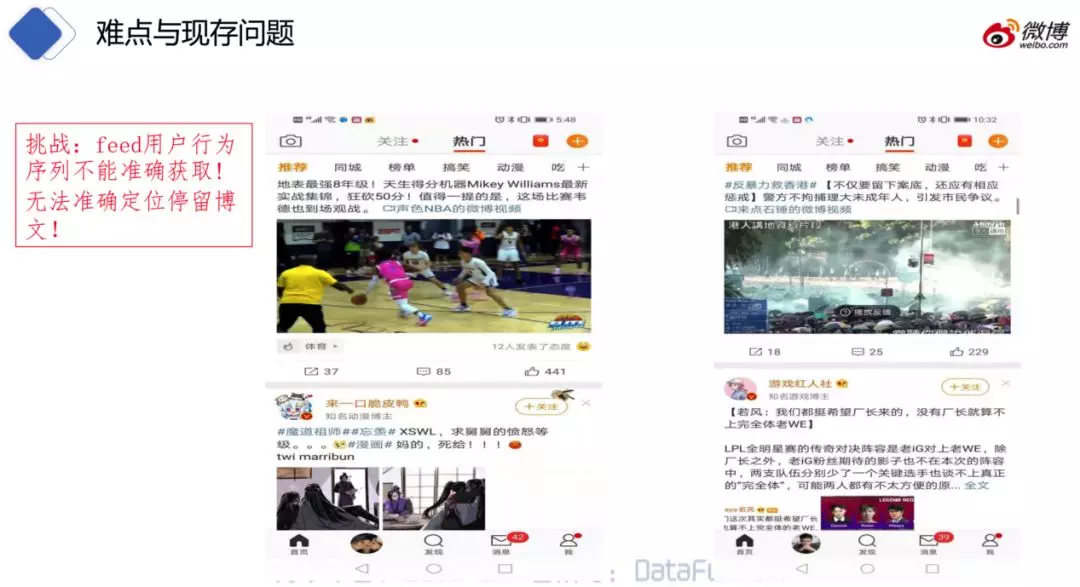 难点与现存问题
微博
weibo.com
挑战：feed用户行为
序列不能准确获取！
无法准确定位停留博
文！
5:48
关注
热门
推荐 同城 榜单 搞笑 动漫 吃
地表最强8年级！天生得分机器Mikey Williams最新
实战集锦，狂砍50分！值得一提的是，这场比赛韦
德也到场观战。 声色NBA的微博视频
体育
12人发表了态度
37 85 441
来一口脆皮鸭
知名动漫博主
+关注
#魔道祖师##忘羡# XSWL，求舅舅的愤怒等
级。。。#漫画# 妈的，死给！！！
twi marribun
首页 发现 消息 我
42
10:32
关注
热门
推荐 同城 榜单 搞笑 动漫 吃
#反暴力救香港# 【不仅要留下案底，还应有相应
惩戒】警方不拘捕理大未成年人，引发市民争议。
来点石锤的微博视频
播放反馈
18 25 229
游戏红人社
知名游戏博主
+关注
【若风：我们都挺希望厂长来的，没有厂长就算不
上完全体老WE】
LPL全明星赛的传奇对决阵容是老iG对上老WE，除
厂长之外，老iG粉丝期待的影子也不在本次的阵容
中，两支队伍分别少了一个关键选手也谈不上真正
的“完全体”，可能两人都有不太方便的原... 全文
首页 发现 消息 我
39
DataFu